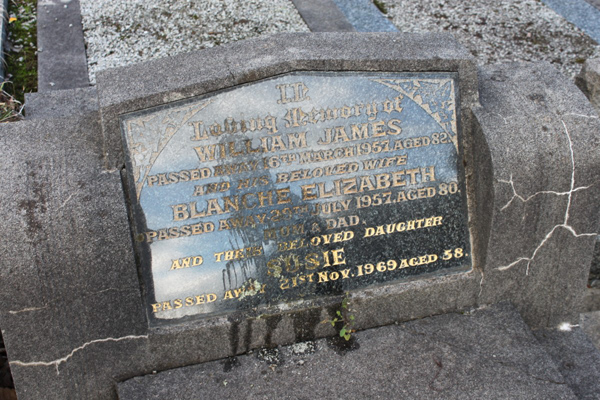 IN
Loving Memory of
WILLIAM JAMES
PASSED AWAY 16TH MARCH 1957, AGED 82.
AND HIS BELOVED WIFE
BLANCHE ELIZABETH
PASSED AWAY 29TH JULY 1957, AGED 80.
MUM & DAD.
AND THEIR BELOVED DAUGHTER
SUSIE
PASSED AWAY 21ST NOV. 1969 AGED 58.